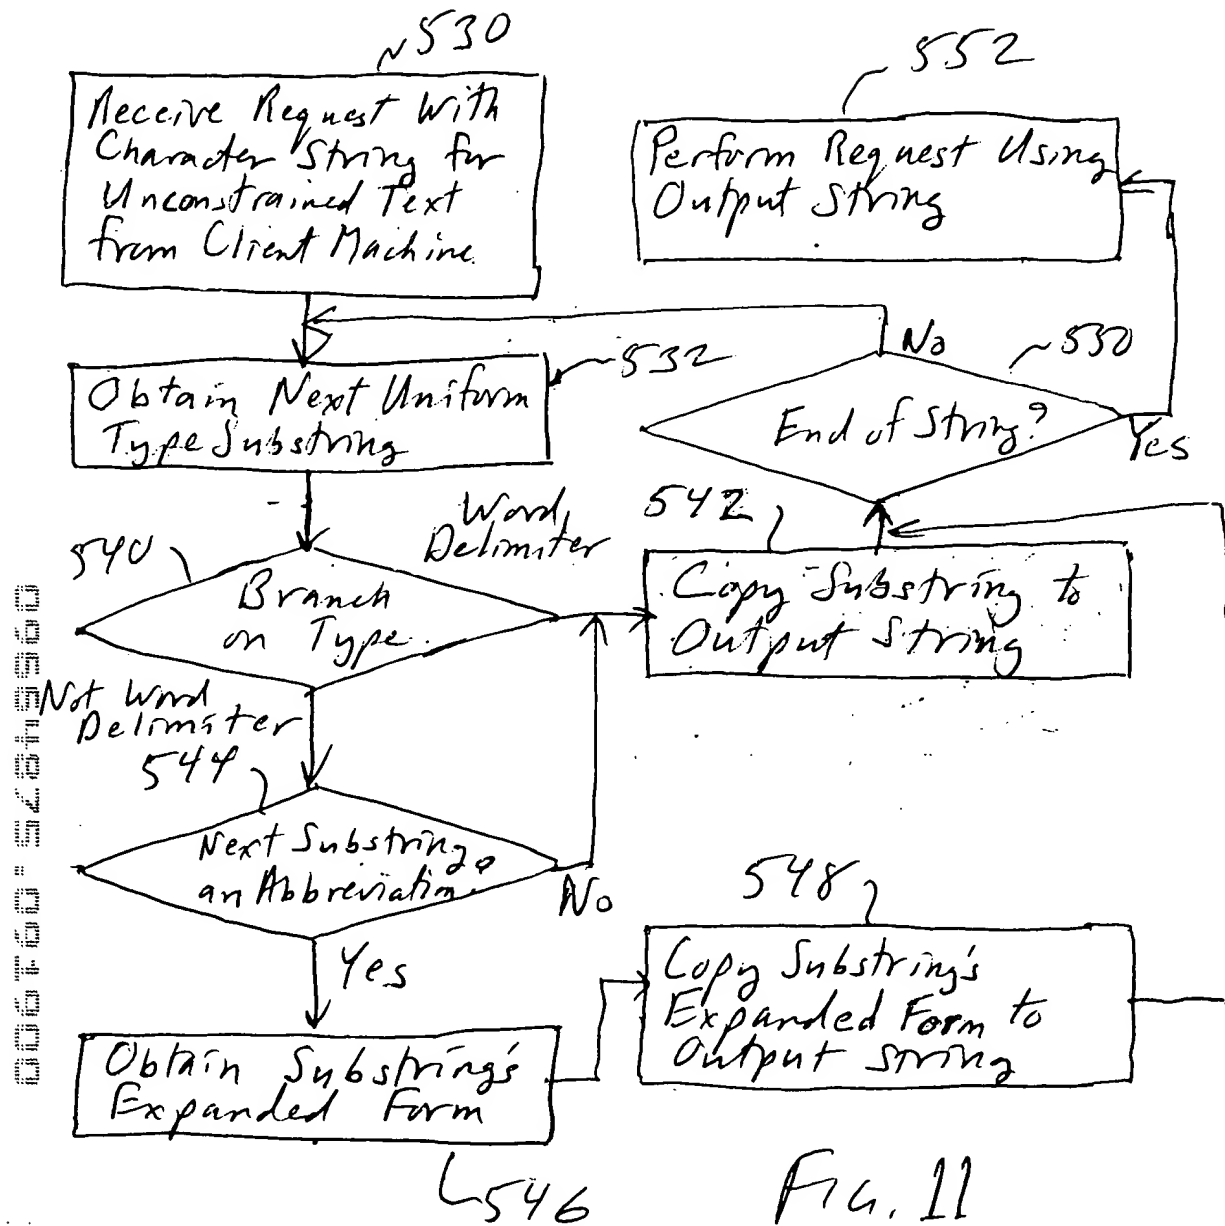 530
Receive Request With
Character String for
Unconstrained Text
from Client Machine
552
Perform Request Using
Output String
532
Obtain Next Uniform
Type Substring
No
550
End of String?
Yes
540
Branch
on Type
Word
Delimiter
542
Copy Substring to
Output String
Not Word
Delimiter
544
Next Substring
an Abbreviation?
No
Yes
546
Obtain Substring's
Expanded Form
548
Copy Substring's
Expanded Form to
Output String
FIG. 11